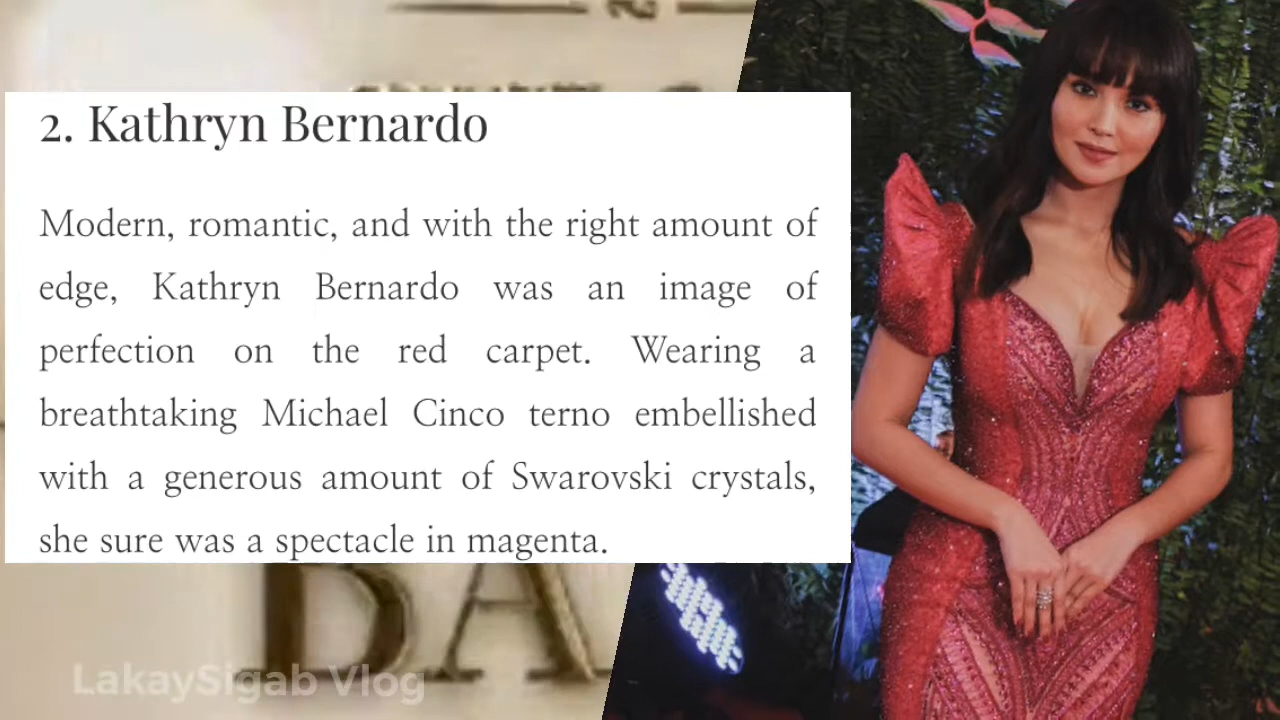 2. Kathryn Bernardo
Modern, romantic, and with the right amount of
edge, Kathryn Bernardo was an image of
perfection on the red carpet. Wearing a
breathtaking Michael Cinco terno embellished
with a generous amount of Swarovski crystals,
she sure was a spectacle in magenta.
BA
LakaySigab Vlog